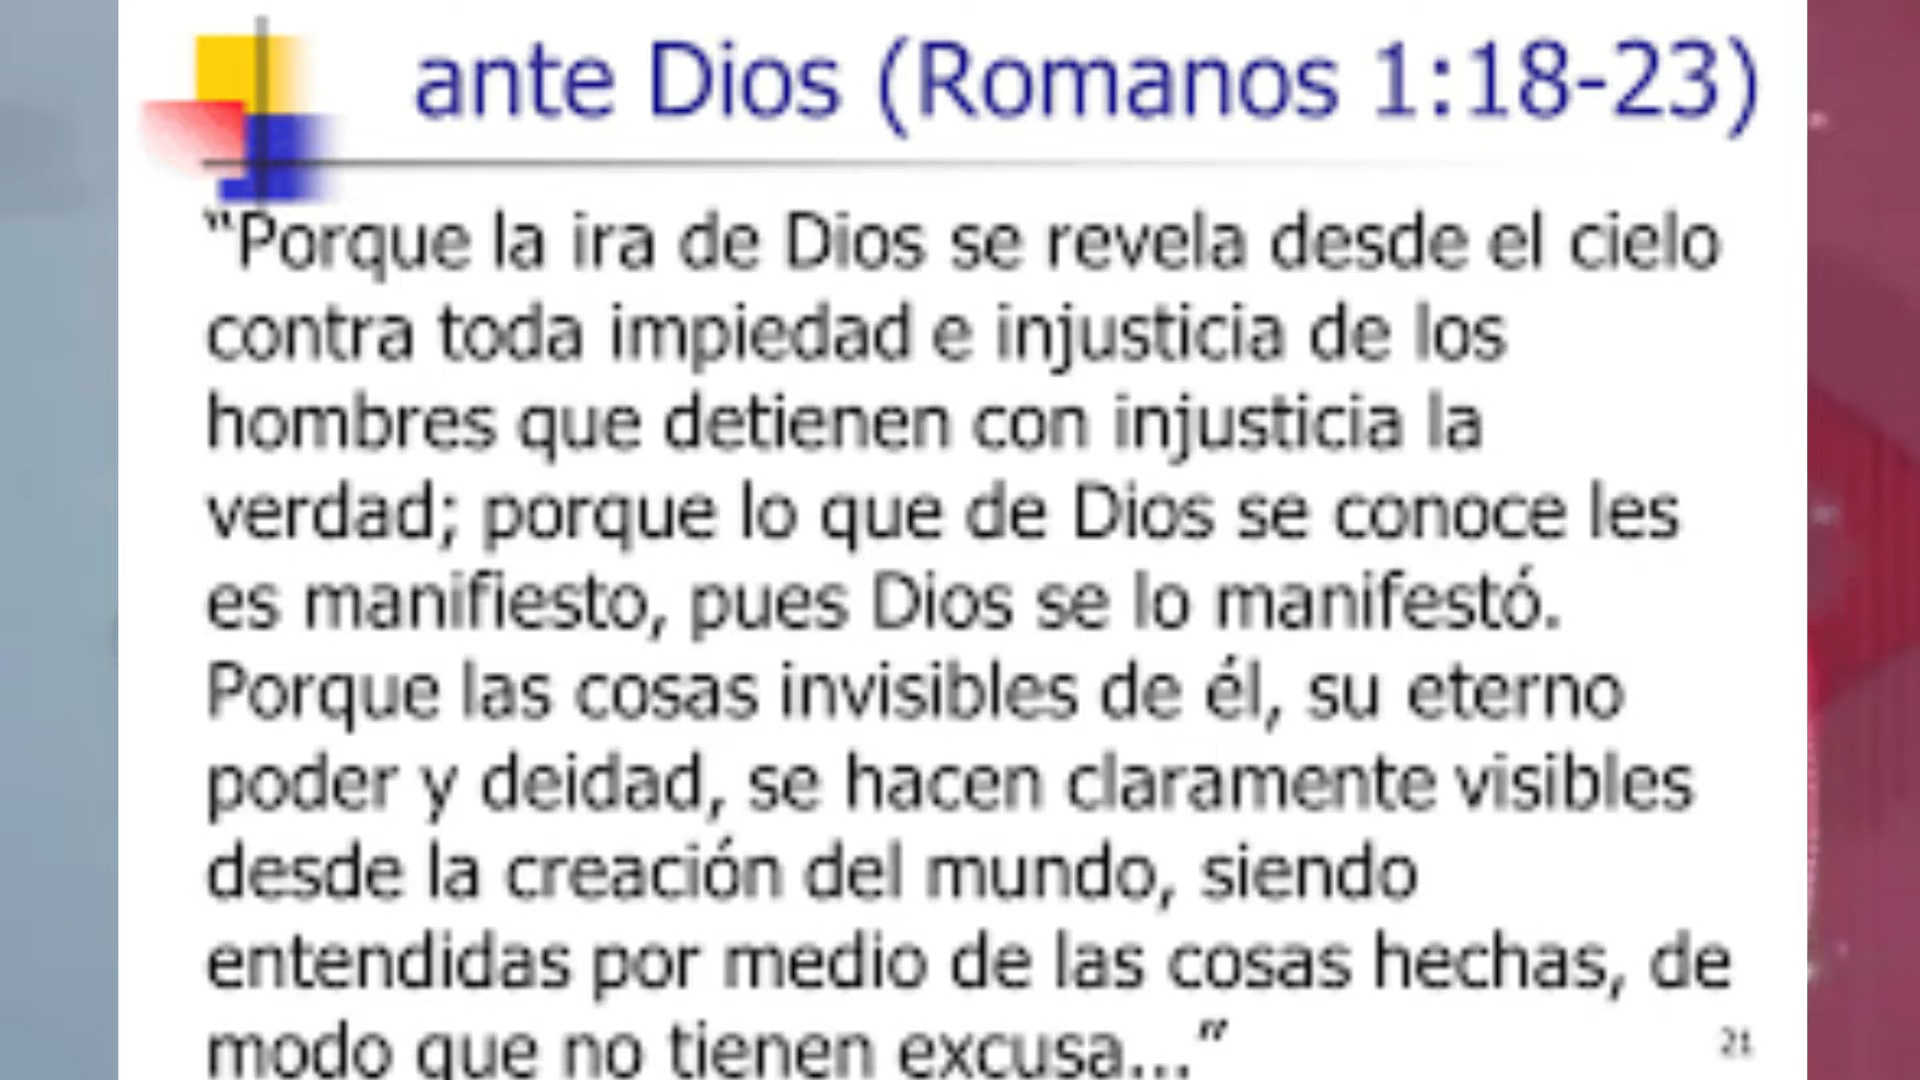 ante Dios (Romanos 1:18-23)
“Porque la ira de Dios se revela desde el cielo
contra toda impiedad e injusticia de los
hombres que detienen con injusticia la
verdad; porque lo que de Dios se conoce les
es manifiesto, pues Dios se lo manifestó.
Porque las cosas invisibles de él, su eterno
poder y deidad, se hacen claramente visibles
desde la creación del mundo, siendo
entendidas por medio de las cosas hechas, de
modo que no tienen excusa...”
21